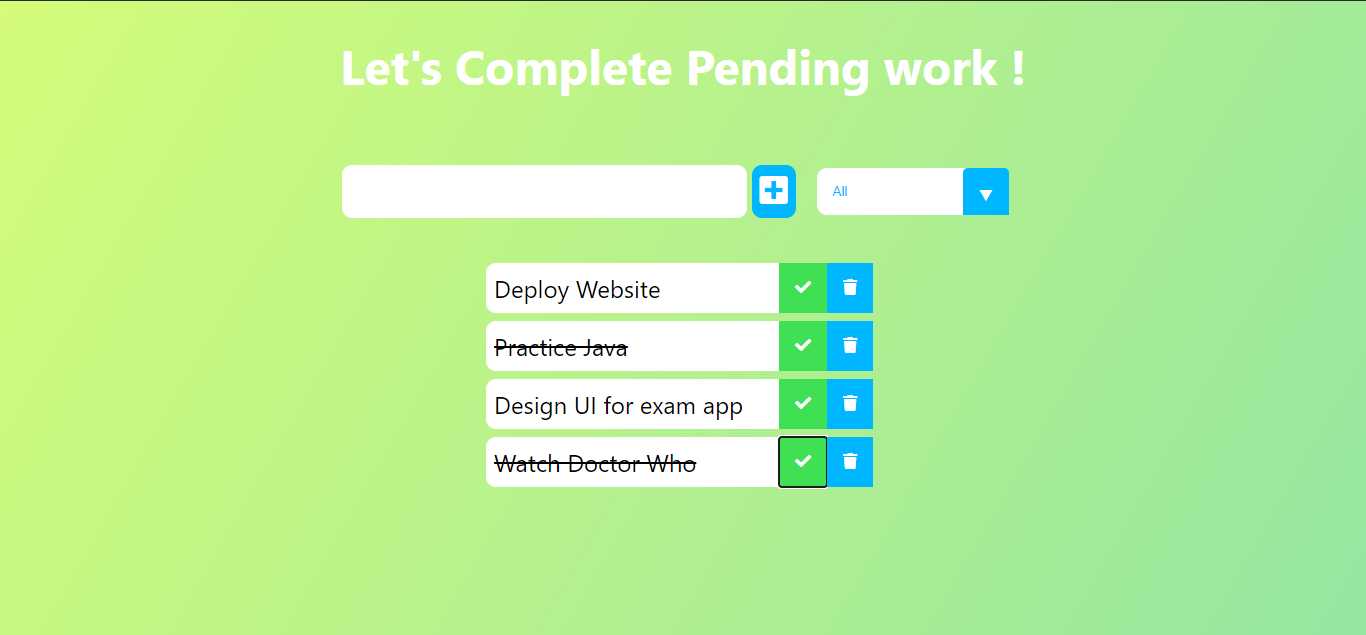 Let's Complete Pending work !
All
Deploy Website
Practice Java
Design UI for exam app
Watch Doctor Who